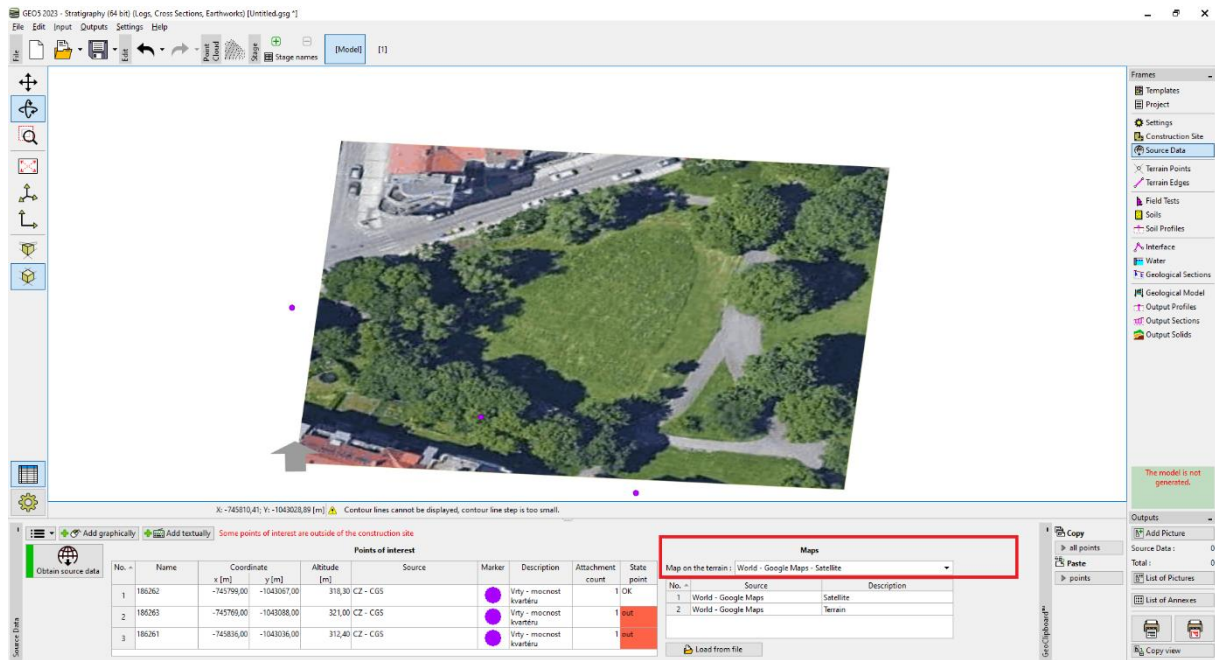 GEO5 2023 - Stratigraphy (64 bit) (Logs, Cross Sections, Earthworks) [Untitled.gsg *]
File Edit Input Outputs Settings Help
File
Edit
Point Cloud
Stage
Stage names
[Model]
[1]
X: -745810,41; Y: -1043028,89 [m]
Contour lines cannot be displayed, contour line step is too small.
Add graphically
Add textually
Some points of interest are outside of the construction site
Obtain source data
Points of interest
No. Name Coordinate Altitude Source Marker Description Attachment State
x [m] y [m] [m] count point
1 186262 -745799,00 -1043067,00 318,30 CZ - CGS Vrty - mocnost kvartéru 1 OK
2 186263 -745769,00 -1043088,00 321,00 CZ - CGS Vrty - mocnost kvartéru 1 out
3 186261 -745836,00 -1043036,00 312,40 CZ - CGS Vrty - mocnost kvartéru 1 out
Source Data
Maps
Map on the terrain : World - Google Maps - Satellite
No. Source Description
1 World - Google Maps Satellite
2 World - Google Maps Terrain
Load from file
GeoClipboard™
Copy
all points
Paste
points
Frames
Templates
Project
Settings
Construction Site
Source Data
Terrain Points
Terrain Edges
Field Tests
Soils
Soil Profiles
Interface
Water
Geological Sections
Geological Model
Output Profiles
Output Sections
Output Solids
The model is not
generated.
Outputs
Add Picture
Source Data : 0
Total : 0
List of Pictures
List of Annexes
Copy view